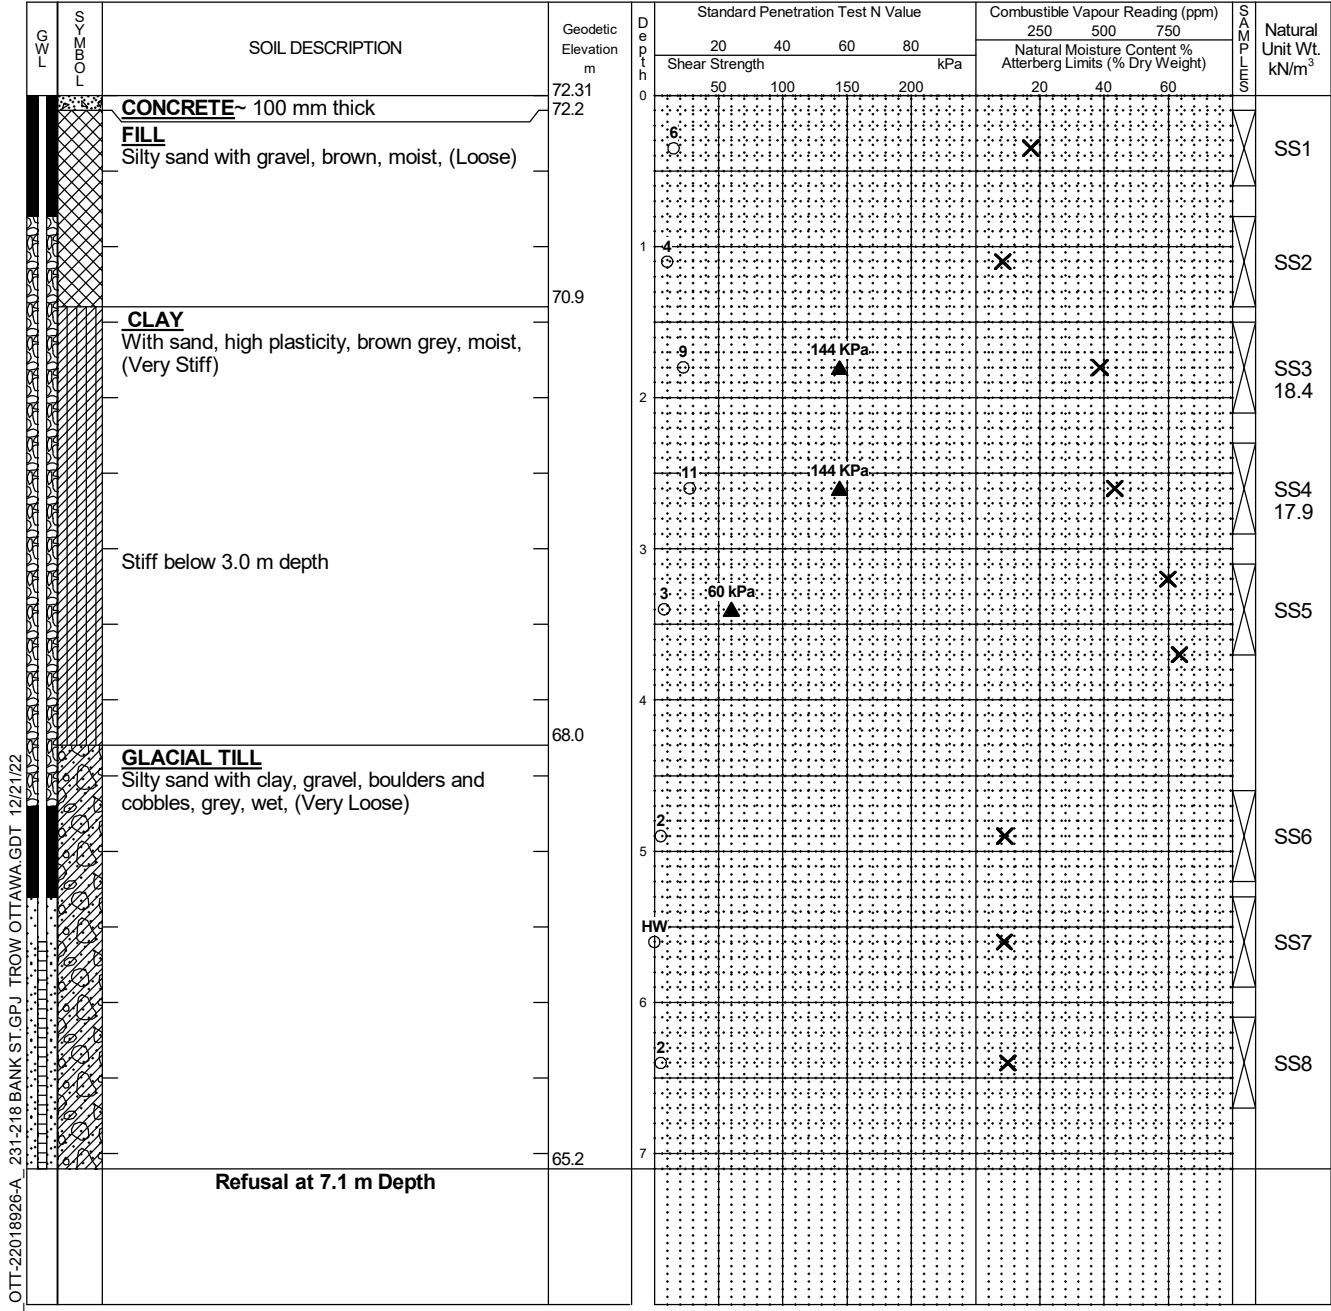 GWL
SYMBOL
SOIL DESCRIPTION
Geodetic
Elevation
m
Depth
Standard Penetration Test N Value
20 40 60 80
Shear Strength kPa
50 100 150 200
Combustible Vapour Reading (ppm)
250 500 750
Natural Moisture Content %
Atterberg Limits (% Dry Weight)
20 40 60
SAMPLES
Natural
Unit Wt.
kN/m³
72.31
0
CONCRETE~ 100 mm thick
72.2
FILL
Silty sand with gravel, brown, moist, (Loose)
6
SS1
1
4
SS2
70.9
CLAY
With sand, high plasticity, brown grey, moist,
(Very Stiff)
9
144 KPa
SS3
18.4
2
11
144 KPa
SS4
17.9
3
Stiff below 3.0 m depth
3
60 kPa
SS5
4
68.0
GLACIAL TILL
Silty sand with clay, gravel, boulders and
cobbles, grey, wet, (Very Loose)
2
SS6
5
HW
SS7
6
2
SS8
7
65.2
Refusal at 7.1 m Depth
_OTT-22018926-A_ 231-218 BANK ST.GPJ TROW OTTAWA.GDT 12/21/22